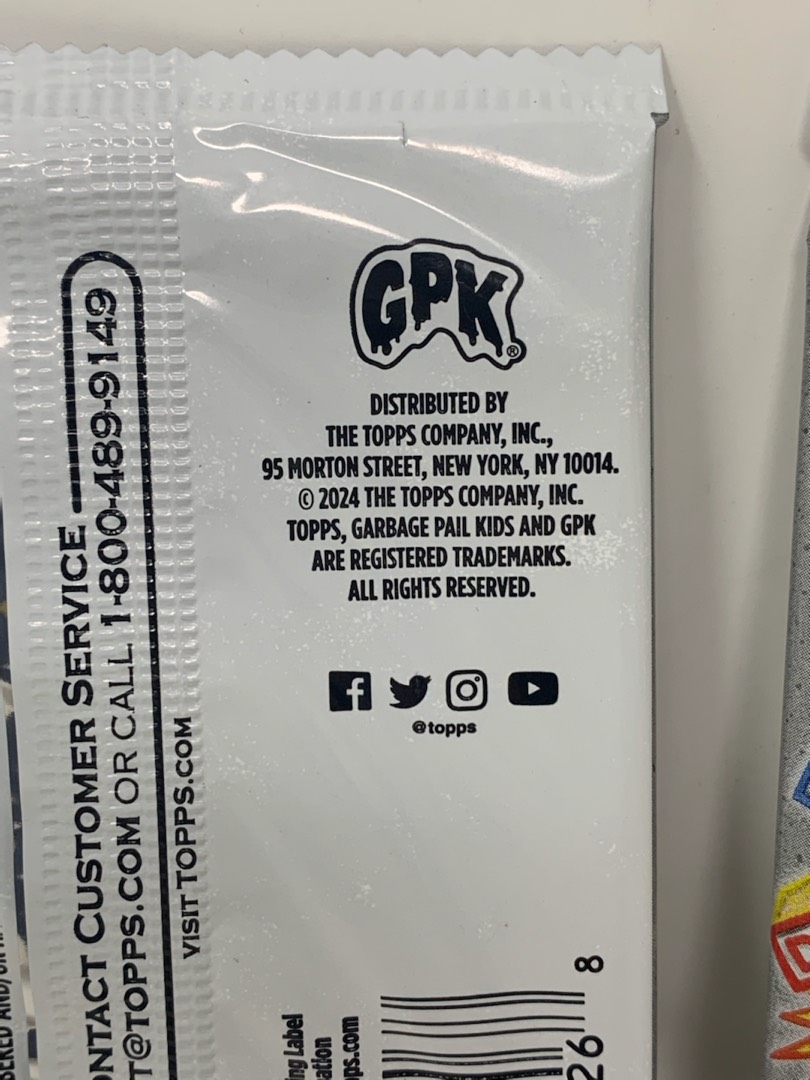 GPK®
DISTRIBUTED BY
THE TOPPS COMPANY, INC.,
95 MORTON STREET, NEW YORK, NY 10014.
© 2024 THE TOPPS COMPANY, INC.
TOPPS, GARBAGE PAIL KIDS AND GPK
ARE REGISTERED TRADEMARKS.
ALL RIGHTS RESERVED.
@topps
CUSTOMER SERVICE
T@TOPPS.COM OR CALL 1-800-489-9149
VISIT TOPPS.COM
26 8